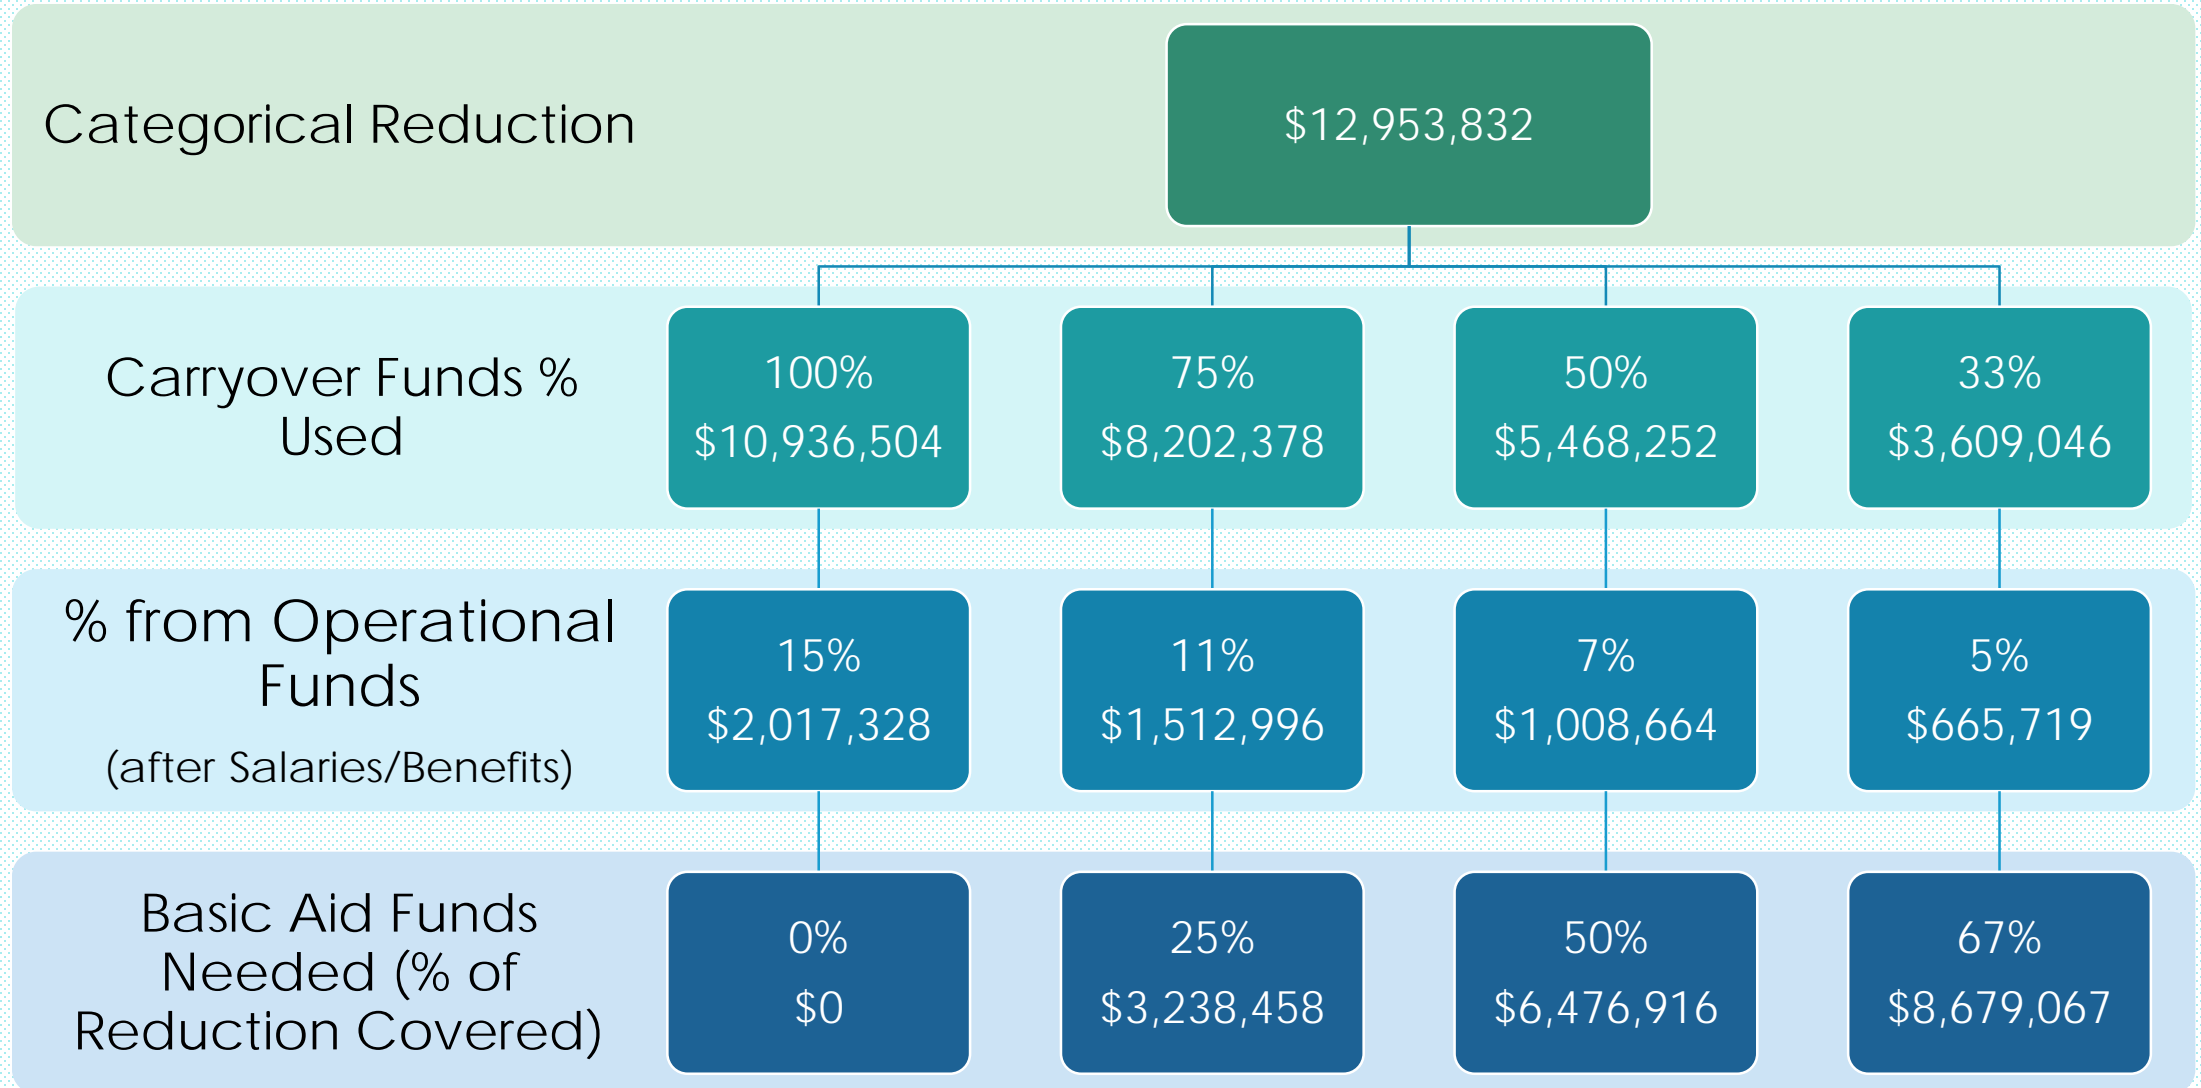 Categorical Reduction
$12,953,832
Carryover Funds %
Used
100%
$10,936,504
75%
$8,202,378
50%
$5,468,252
33%
$3,609,046
% from Operational
Funds
(after Salaries/Benefits)
15%
$2,017,328
11%
$1,512,996
7%
$1,008,664
5%
$665,719
Basic Aid Funds
Needed (% of
Reduction Covered)
0%
$0
25%
$3,238,458
50%
$6,476,916
67%
$8,679,067